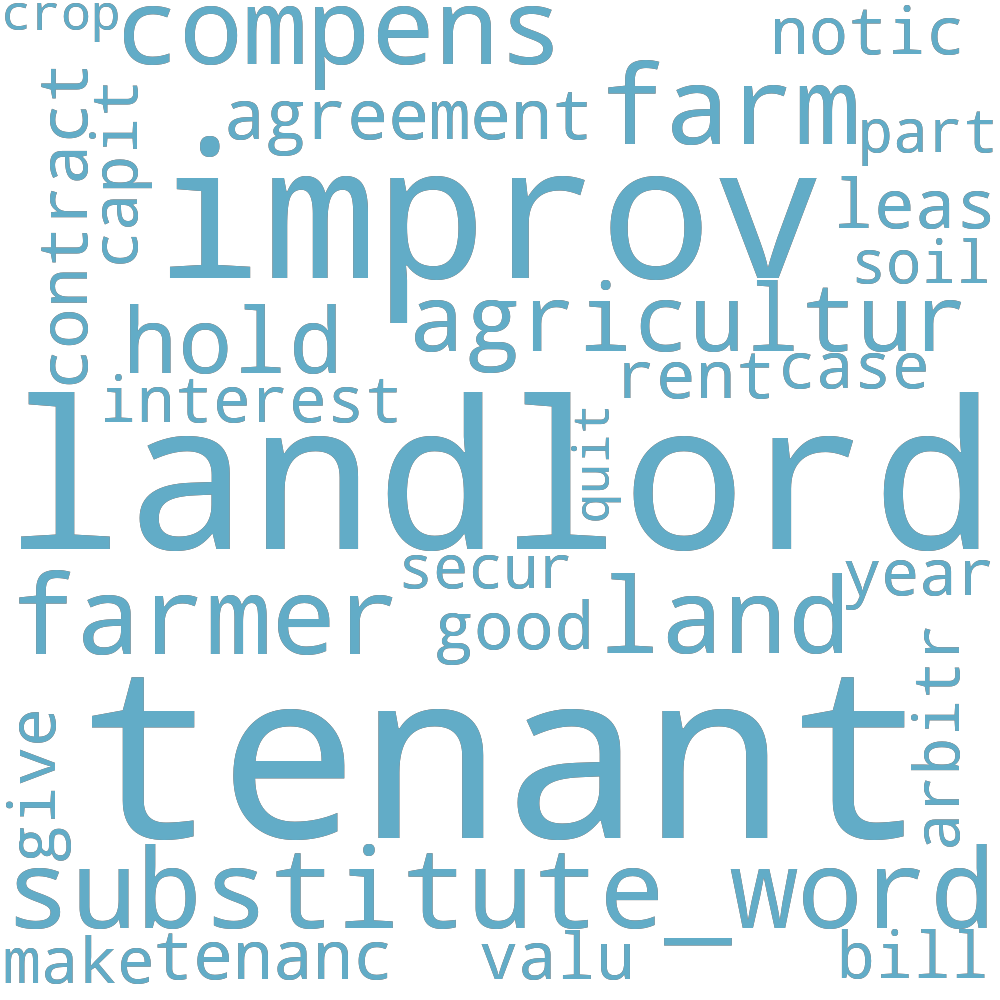 crop
compens
notic
contract
capit
agreement
farm
part
improv
leas
soil
hold
agricultur
interest
rent
case
landlord
quit
secur
year
farmer
good
land
arbitr
tenant
give
substitute_word
make
tenanc
valu
bill